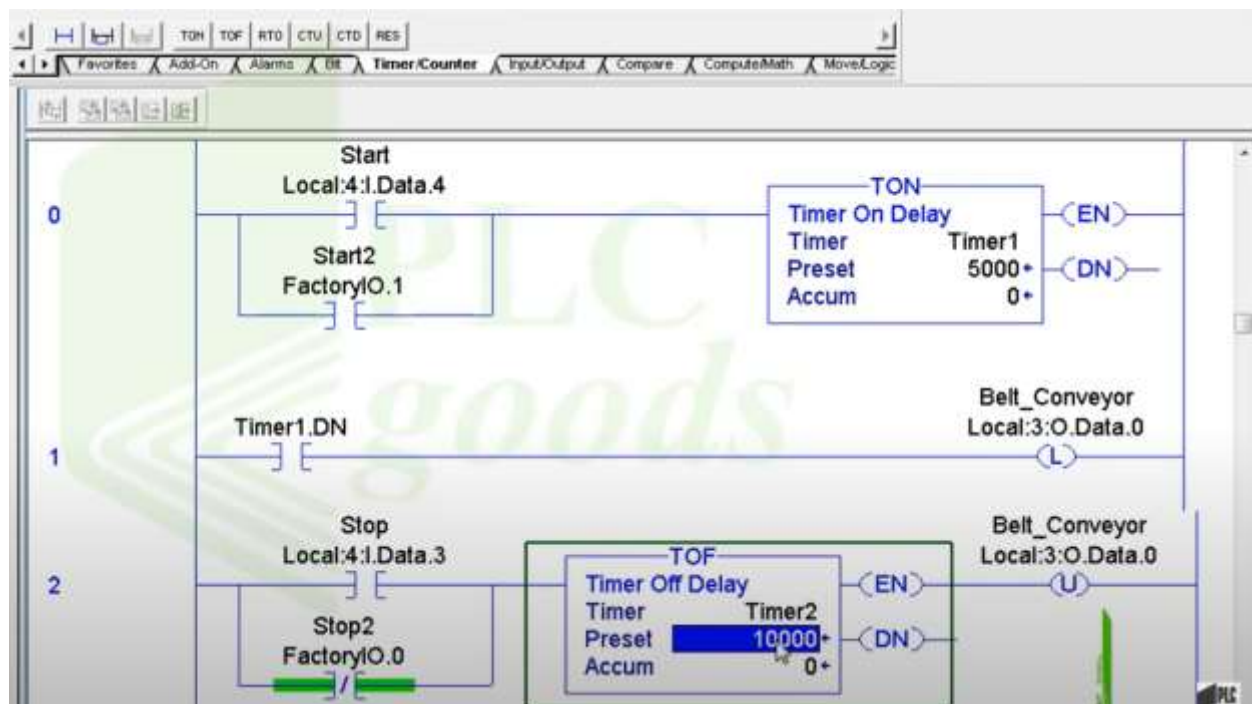 TON TOF RTO CTU CTD RES
Favorites Add-On Alarms Bit Timer/Counter Input/Output Compare Compute/Math Move/Logic
Start
Local:4:I.Data.4
TON
0
Timer On Delay
EN
Timer Timer1
Start2
Preset 5000
DN
FactoryIO.1
Accum 0
PLC
goods
Belt_Conveyor
Timer1.DN
Local:3:O.Data.0
1
L
Stop
Belt_Conveyor
Local:4:I.Data.3
TOF
Local:3:O.Data.0
2
Timer Off Delay
EN
U
Timer Timer2
Stop2
Preset 10000
DN
FactoryIO.0
Accum 0
PLC